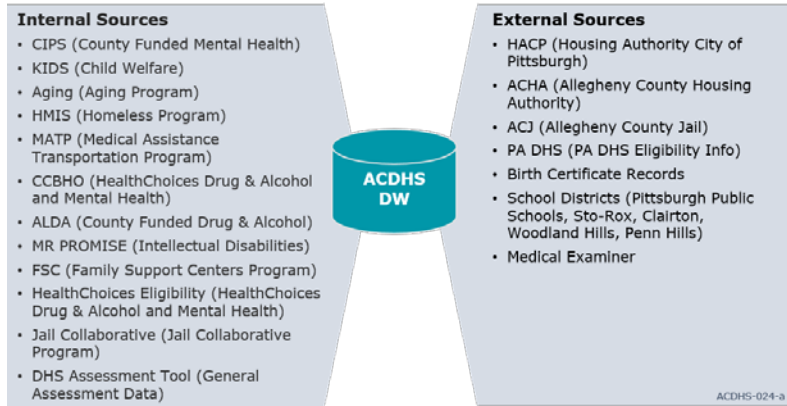 Internal Sources
• CIPS (County Funded Mental Health)
• KIDS (Child Welfare)
• Aging (Aging Program)
• HMIS (Homeless Program)
• MATP (Medical Assistance
Transportation Program)
• CCBHO (HealthChoices Drug & Alcohol
and Mental Health)
• ALDA (County Funded Drug & Alcohol)
• MR PROMISE (Intellectual Disabilities)
• FSC (Family Support Centers Program)
• HealthChoices Eligibility (HealthChoices
Drug & Alcohol and Mental Health)
• Jail Collaborative (Jail Collaborative
Program)
• DHS Assessment Tool (General
Assessment Data)
ACDHS
DW
External Sources
• HACP (Housing Authority City of
Pittsburgh)
• ACHA (Allegheny County Housing
Authority)
• ACJ (Allegheny County Jail)
• PA DHS (PA DHS Eligibility Info)
• Birth Certificate Records
• School Districts (Pittsburgh Public
Schools, Sto-Rox, Clairton,
Woodland Hills, Penn Hills)
• Medical Examiner
ACDHS-024-a